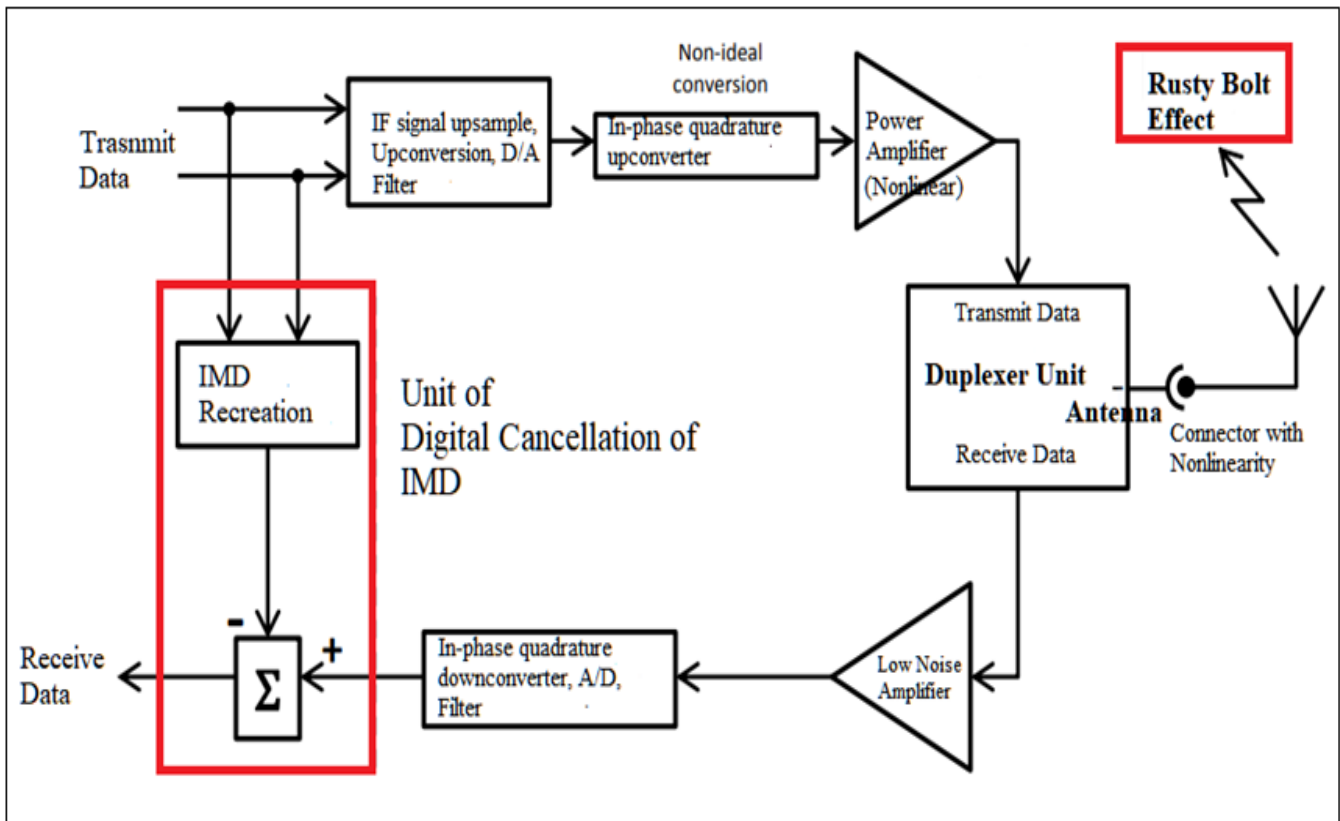 Non-ideal
conversion
Rusty Bolt
Effect
Trasnmit
Data
IF signal upsample,
Upconversion, D/A
Filter
In-phase quadrature
upconverter
Power
Amplifier
(Nonlinear)
Transmit Data
Duplexer Unit
Antenna
Receive Data
Connector with
Nonlinearity
IMD
Recreation
Unit of
Digital Cancellation of
IMD
Receive
Data
-
Σ
+
In-phase quadrature
downconverter, A/D,
Filter
Low Noise
Amplifier